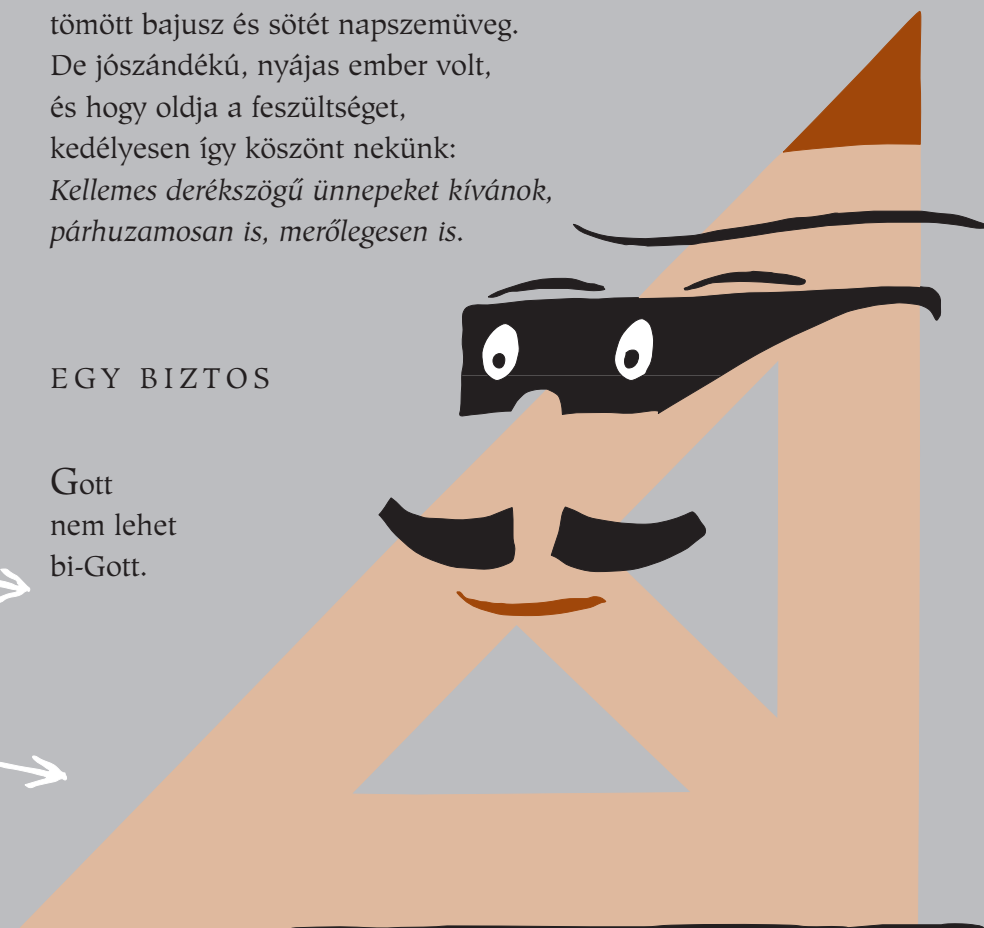 tömött bajusz és sötét napszemüveg.
De jószándékú, nyájas ember volt,
és hogy oldja a feszültséget,
kedélyesen így köszönt nekünk:
Kellemes derékszögű ünnepeket kívánok,
párhuzamosan is, merőlegesen is.
EGY BIZTOS
Gott
nem lehet
bi-Gott.